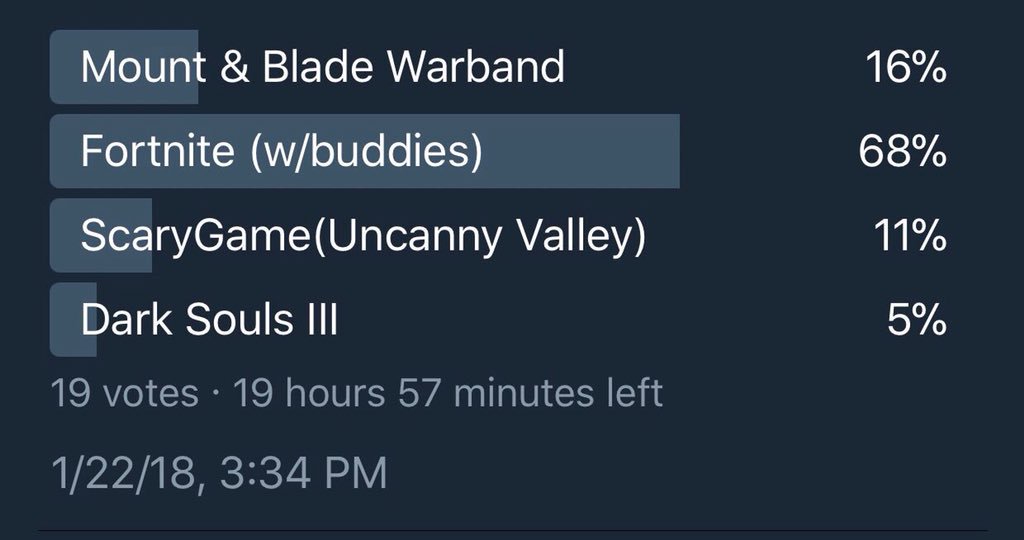 Mount & Blade Warband 16%
Fortnite (w/buddies) 68%
ScaryGame(Uncanny Valley) 11%
Dark Souls III 5%
19 votes · 19 hours 57 minutes left
1/22/18, 3:34 PM